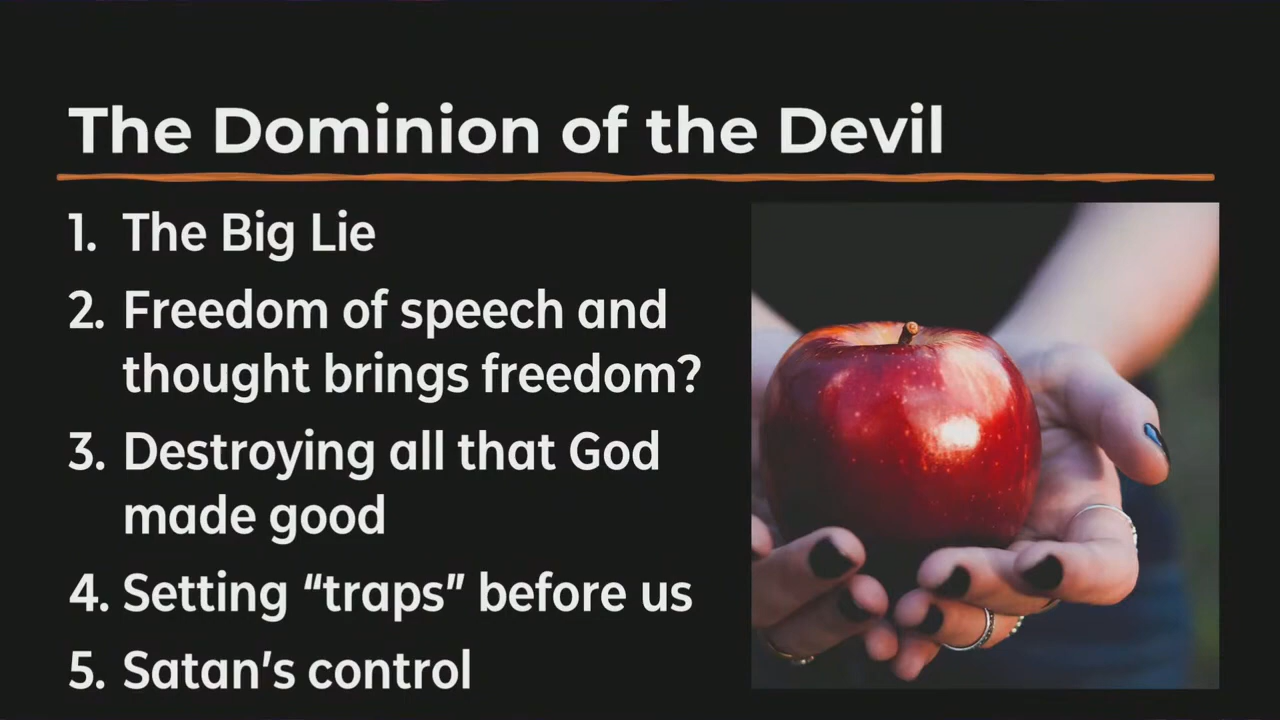 The Dominion of the Devil
1. The Big Lie
2. Freedom of speech and
thought brings freedom?
3. Destroying all that God
made good
4. Setting “traps” before us
5. Satan’s control